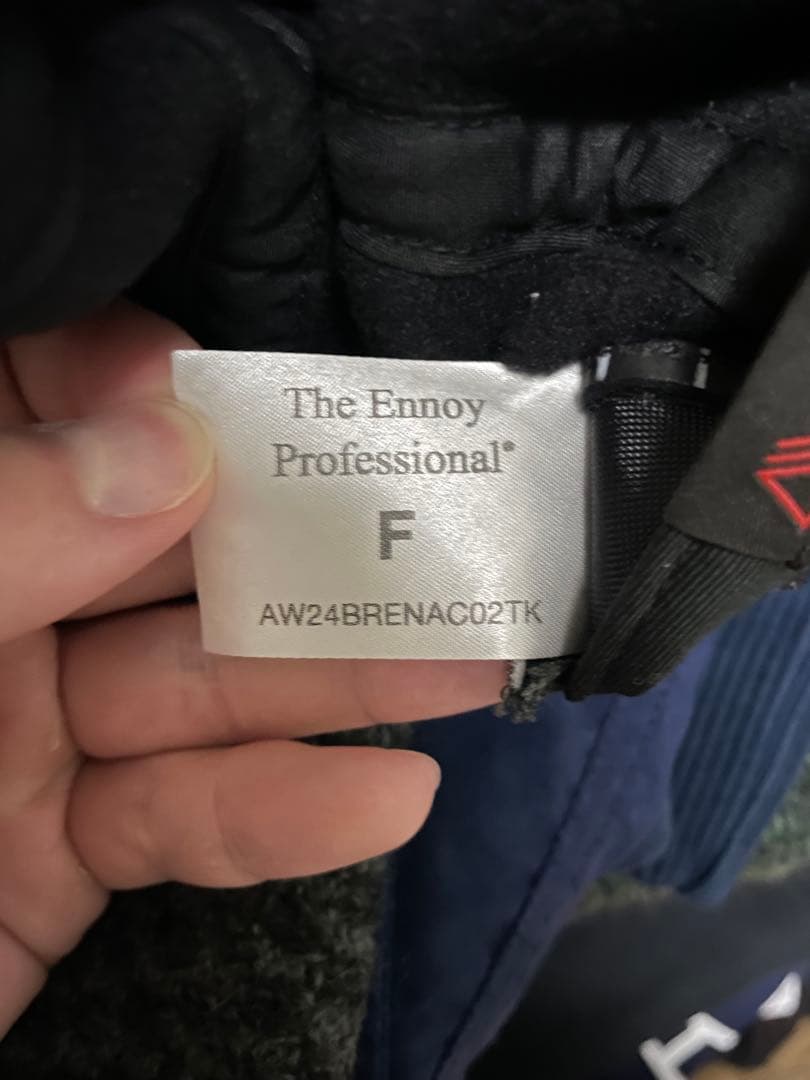 The Ennoy
Professional®
F
AW24BRENAC02TK